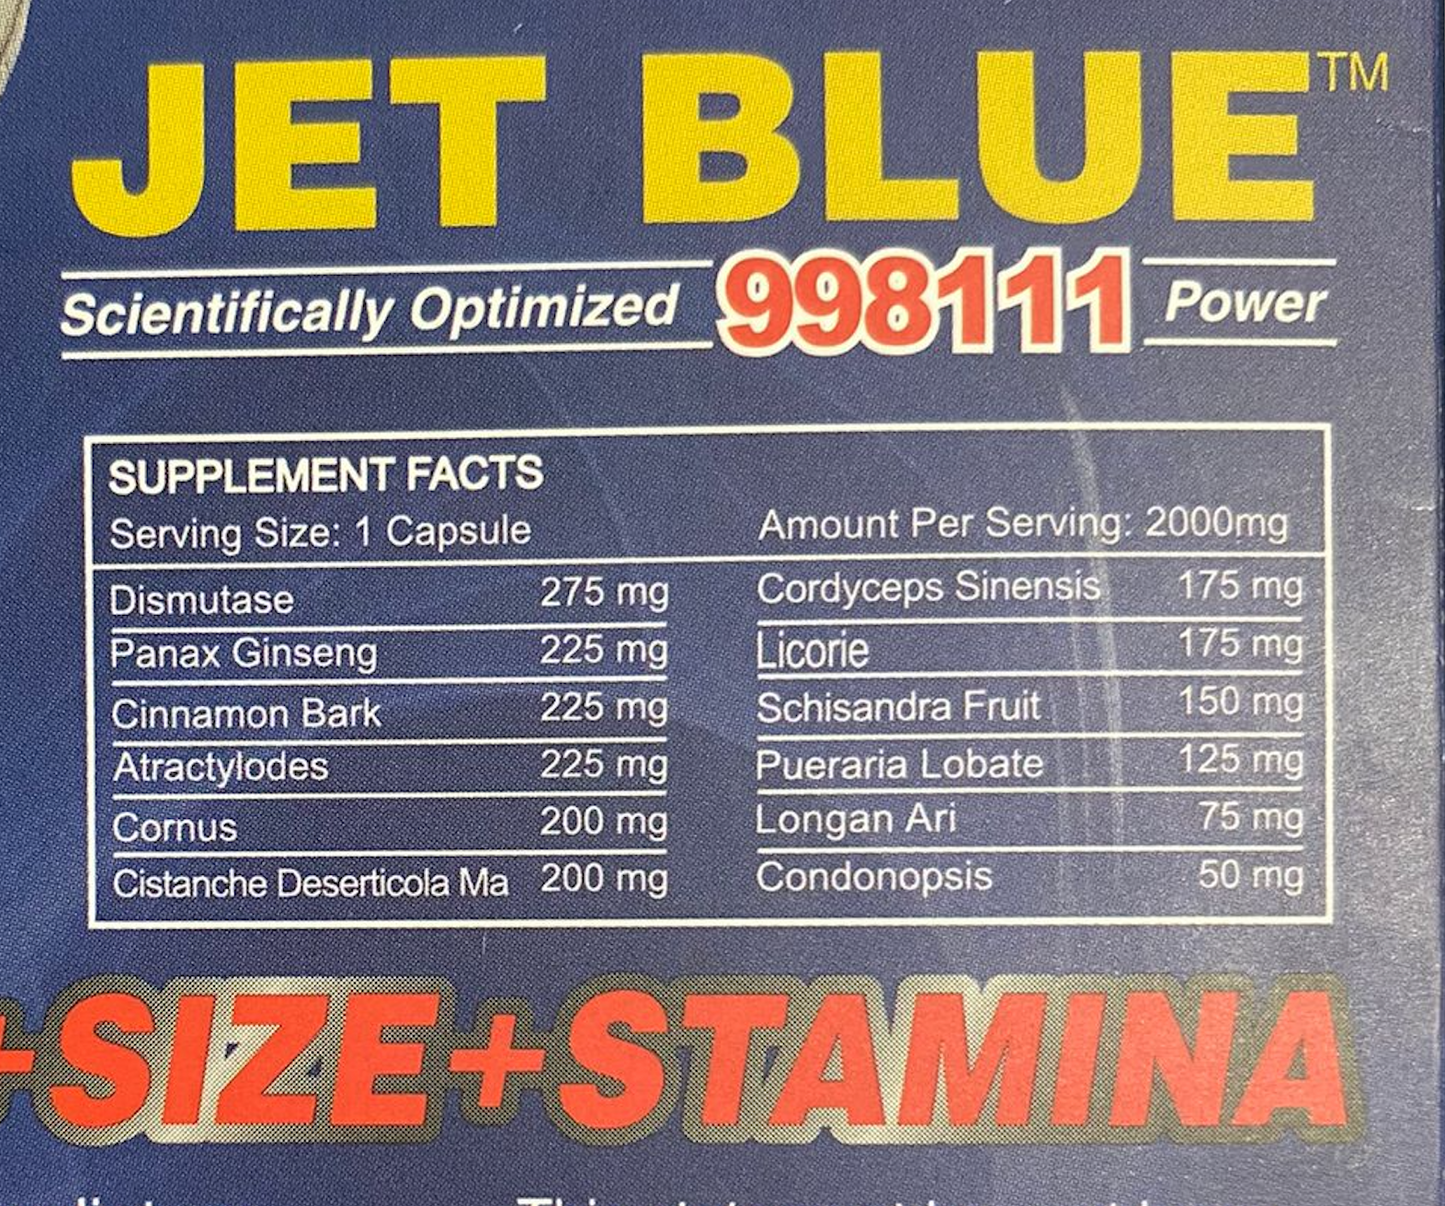 JET BLUE™
Scientifically Optimized 998111 Power
SUPPLEMENT FACTS
Serving Size: 1 Capsule Amount Per Serving: 2000mg
Dismutase 275 mg Cordyceps Sinensis 175 mg
Panax Ginseng 225 mg Licorie 175 mg
Cinnamon Bark 225 mg Schisandra Fruit 150 mg
Atractylodes 225 mg Pueraria Lobate 125 mg
Cornus 200 mg Longan Ari 75 mg
Cistanche Deserticola Ma 200 mg Condonopsis 50 mg
+SIZE+STAMINA